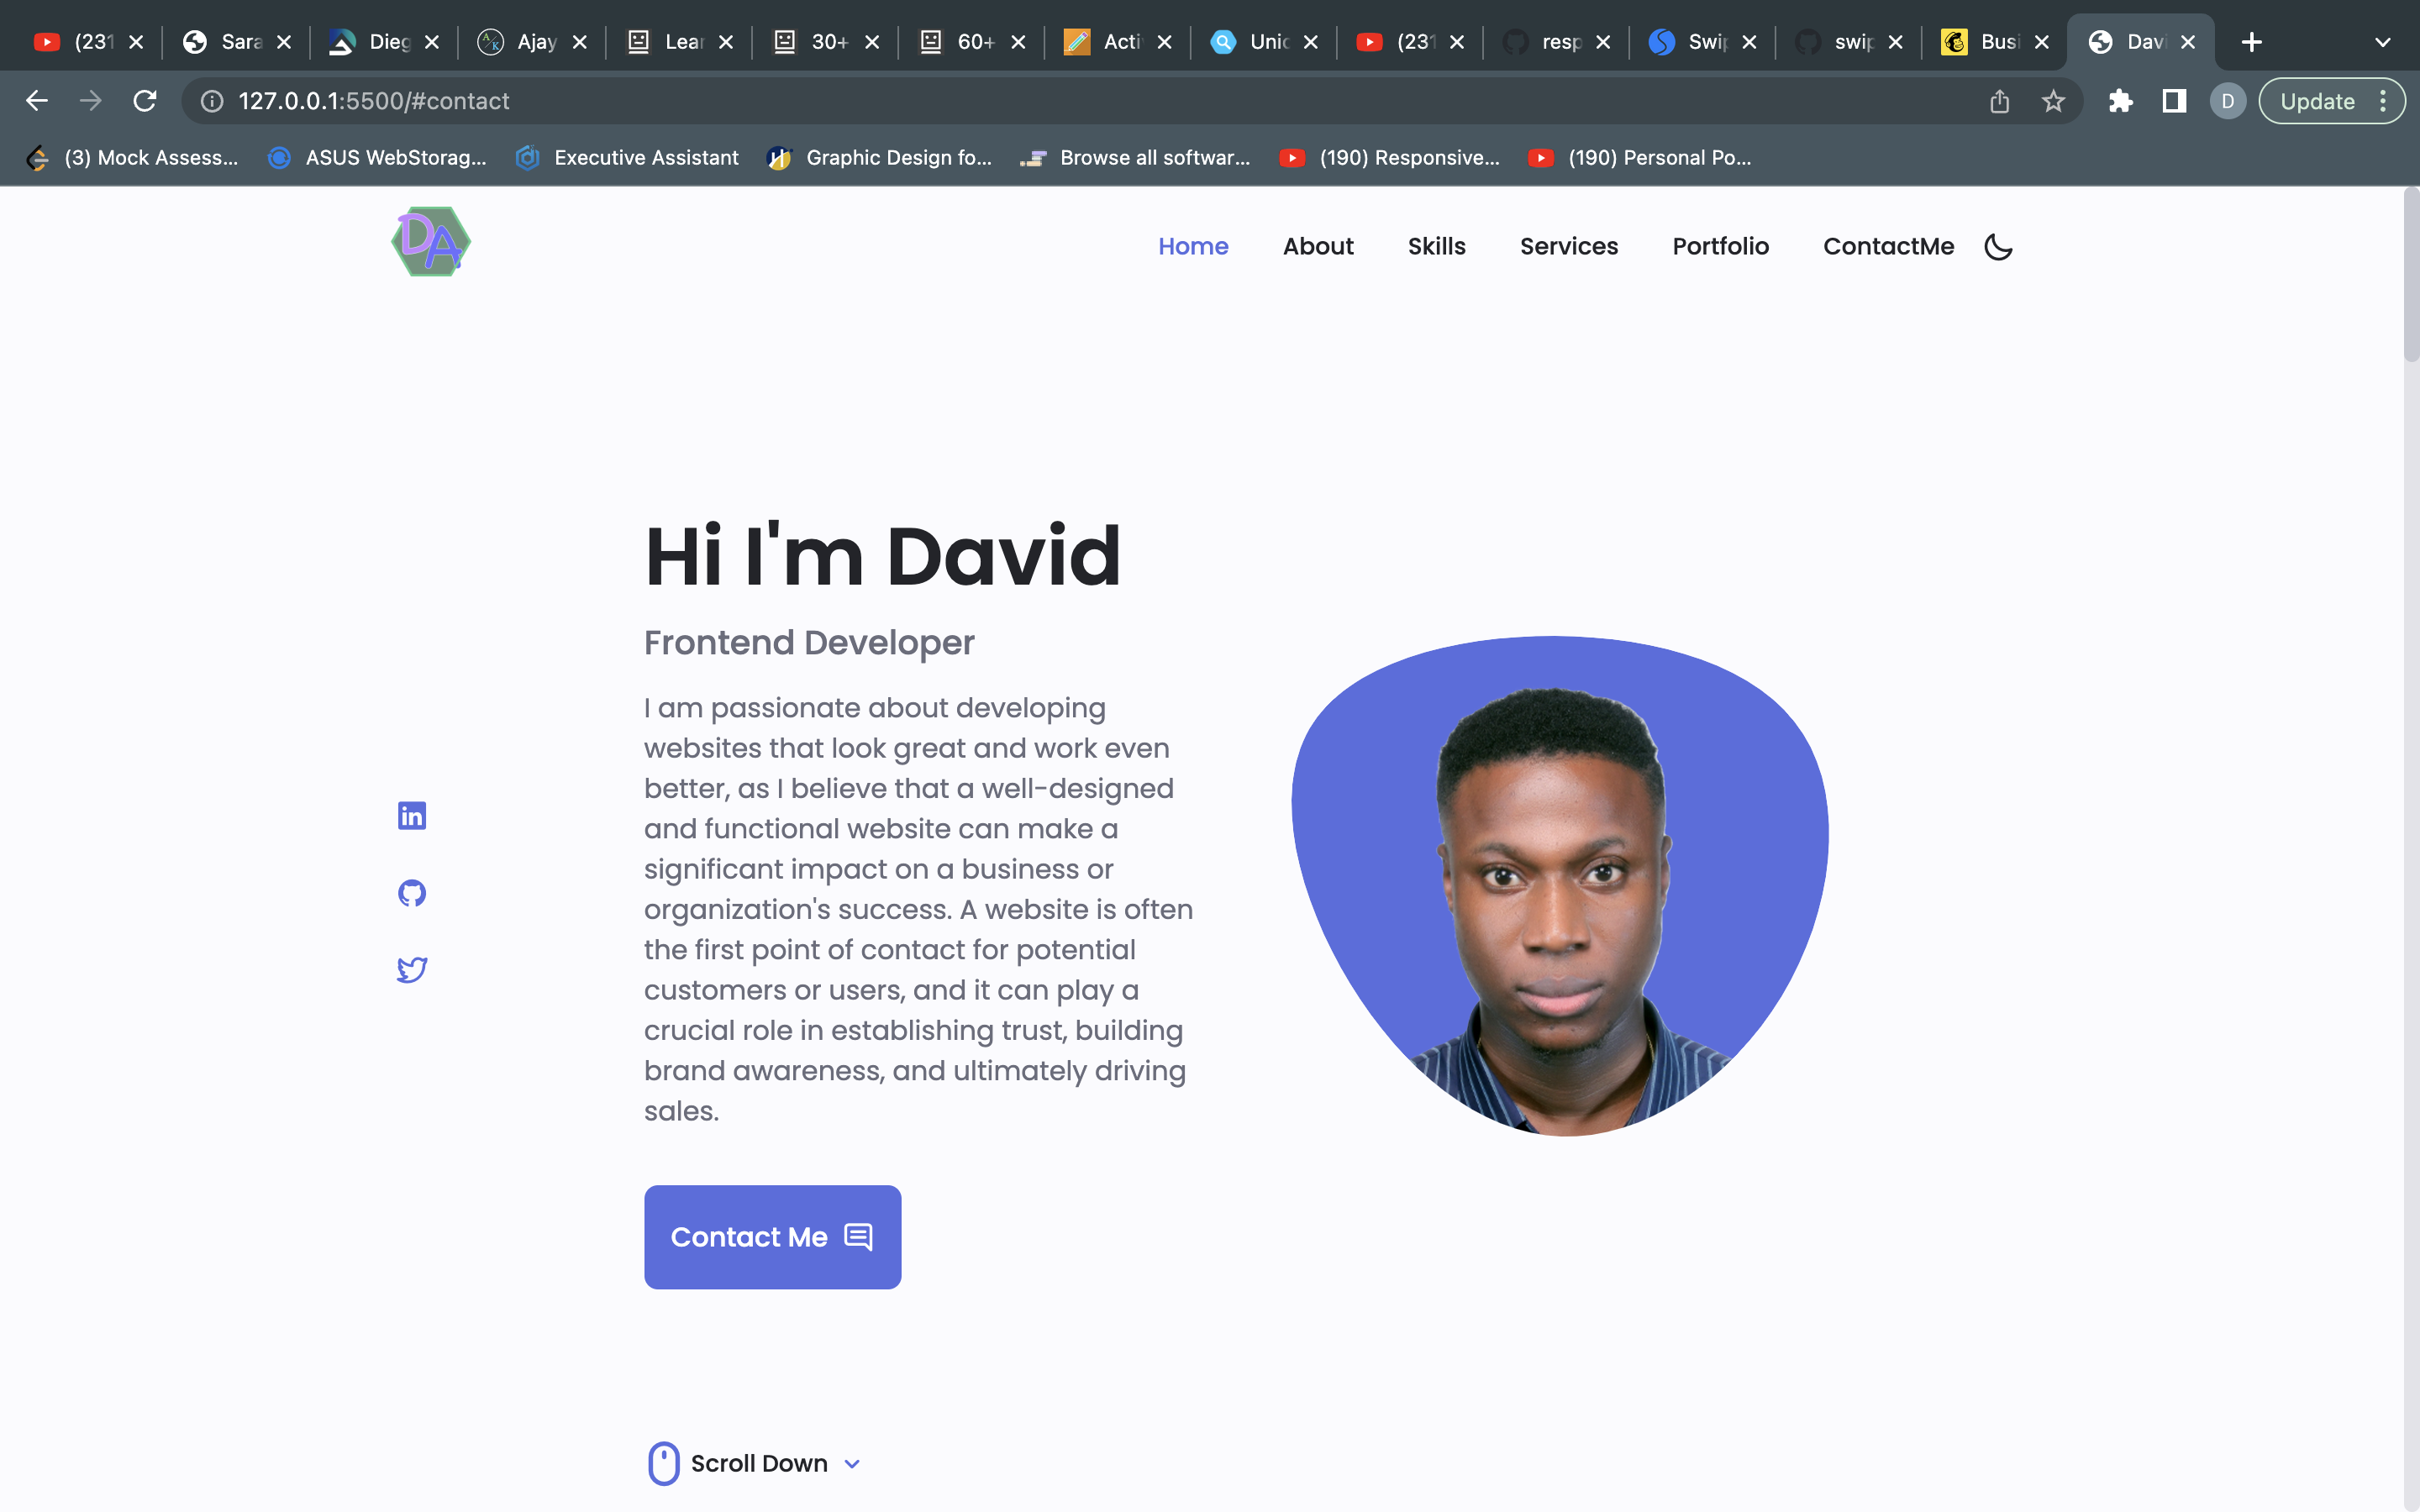 (231
Sara
Dieg
Ajay
Lear
30+
60+
Acti
Unic
(231
resp
Swip
swip
Busi
Davi
127.0.0.1:5500/#contact
D
Update
(3) Mock Assess...
ASUS WebStorag...
Executive Assistant
Graphic Design fo...
Browse all softwar...
(190) Responsive...
(190) Personal Po...
DA
Home
About
Skills
Services
Portfolio
ContactMe
Hi I'm David
Frontend Developer
I am passionate about developing
websites that look great and work even
better, as I believe that a well-designed
and functional website can make a
significant impact on a business or
organization's success. A website is often
the first point of contact for potential
customers or users, and it can play a
crucial role in establishing trust, building
brand awareness, and ultimately driving
sales.
in
Contact Me
Scroll Down